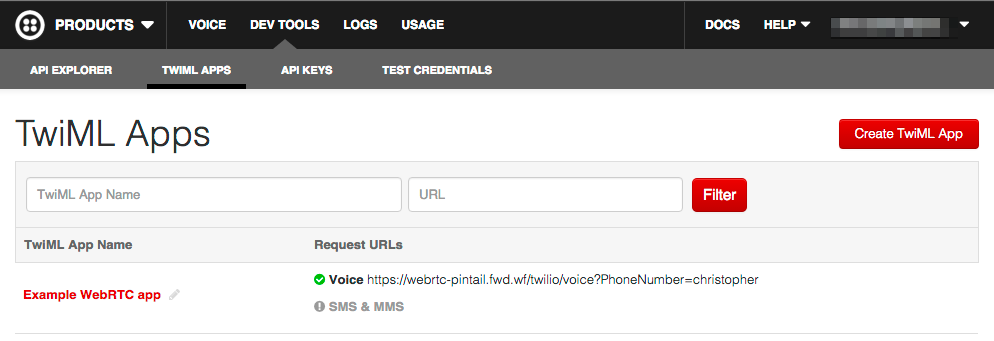 PRODUCTS VOICE DEV TOOLS LOGS USAGE DOCS HELP
API EXPLORER TWIML APPS API KEYS TEST CREDENTIALS
TwiML Apps Create TwiML App
TwiML App Name URL Filter
TwiML App Name Request URLs
Voice https://webrtc-pintail.fwd.wf/twilio/voice?PhoneNumber=christopher
Example WebRTC app
SMS & MMS